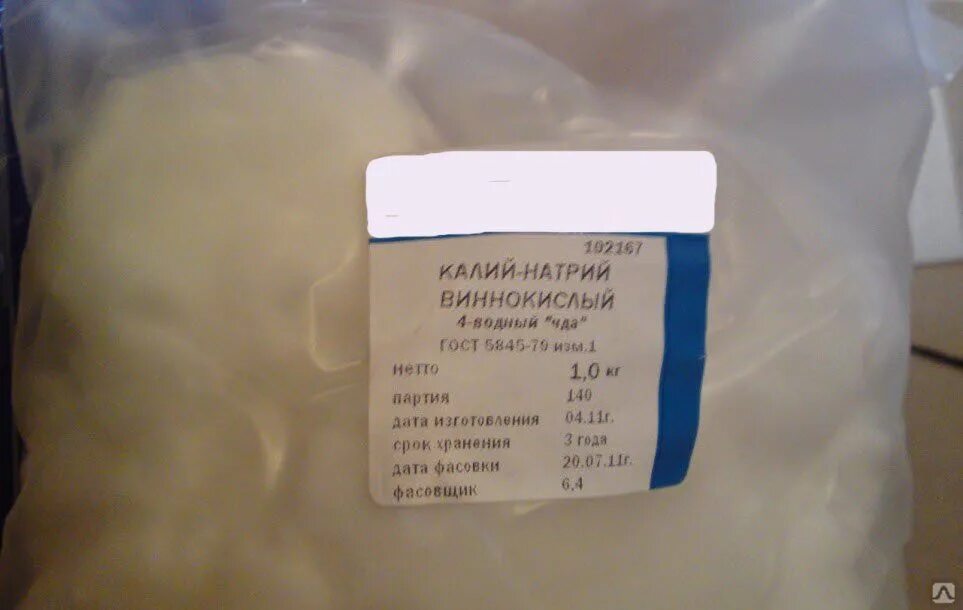 102167
КАЛИЙ-НАТРИЙ
ВИННОКИСЛЫЙ
4-водный "чда"
ГОСТ 5845-79 изм.1
нетто 1,0 кг
партия 140
дата изготовления 04.11г.
срок хранения 3 года
дата фасовки 20.07.11г.
фасовщик 6,4